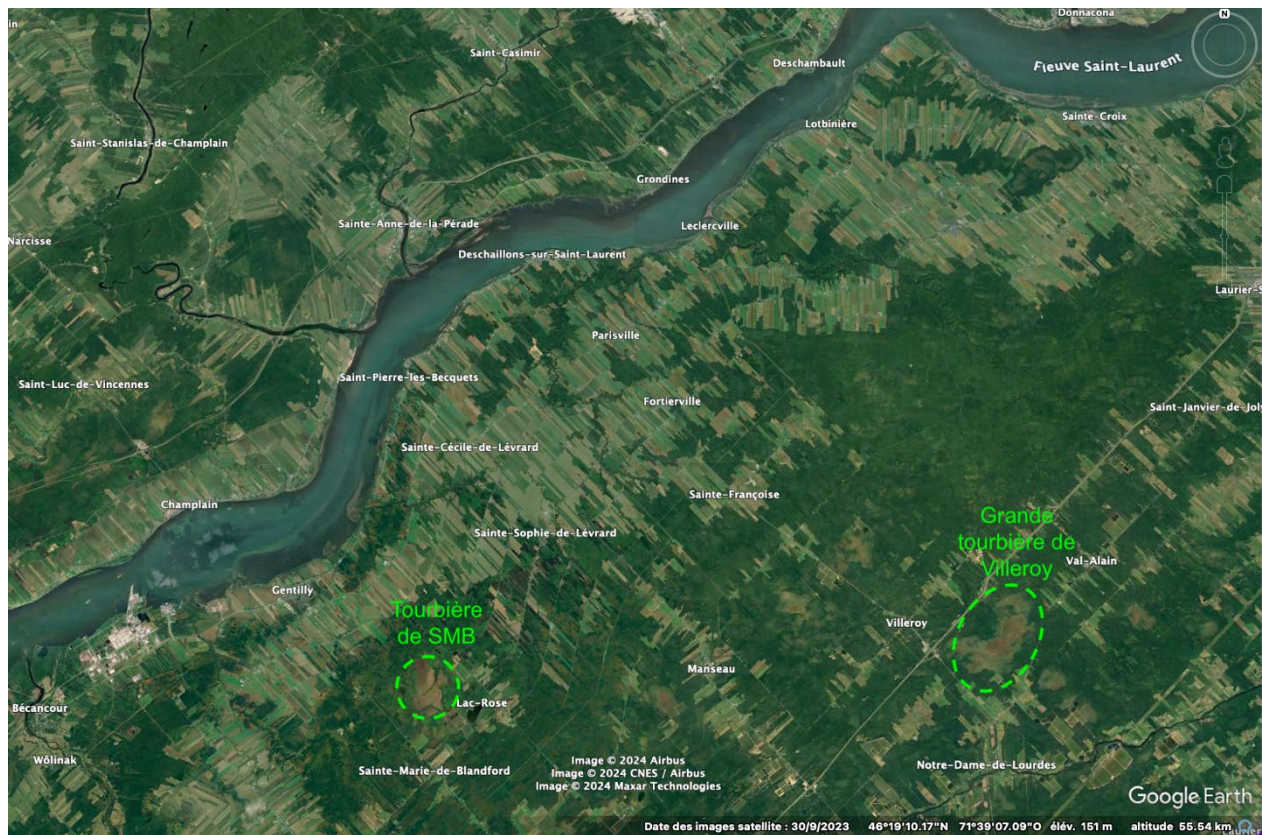 Donnacona
in
Saint-Casimir
Deschambault
N
Fleuve Saint-Laurent
Sainte-Croix
Lotbinière
Saint-Stanislas-de-Champlain
Grondines
Sainte-Anne-de-la-Pérade
Leclercville
Narcisse
Deschaillons-sur-Saint-Laurent
Laurier-S
Parisville
Saint-Pierre-les-Becquets
Saint-Luc-de-Vincennes
Fortierville
Saint-Janvier-de-Joly
Sainte-Cécile-de-Lévrard
Sainte-Françoise
Champlain
Grande
tourbière de
Villeroy
Sainte-Sophie-de-Lévrard
Val-Alain
Gentilly
Tourbière
de SMB
Villeroy
Manseau
Lac-Rose
Bécancour
Wôlinak
Sainte-Marie-de-Blandford
Notre-Dame-de-Lourdes
Image © 2024 Airbus
Image © 2024 CNES / Airbus
Image © 2024 Maxar Technologies
Google Earth
Date des images satellite : 30/9/2023 46°19'10.17"N 71°39'07.09"O élév. 151 m altitude 55.54 km
Laurier